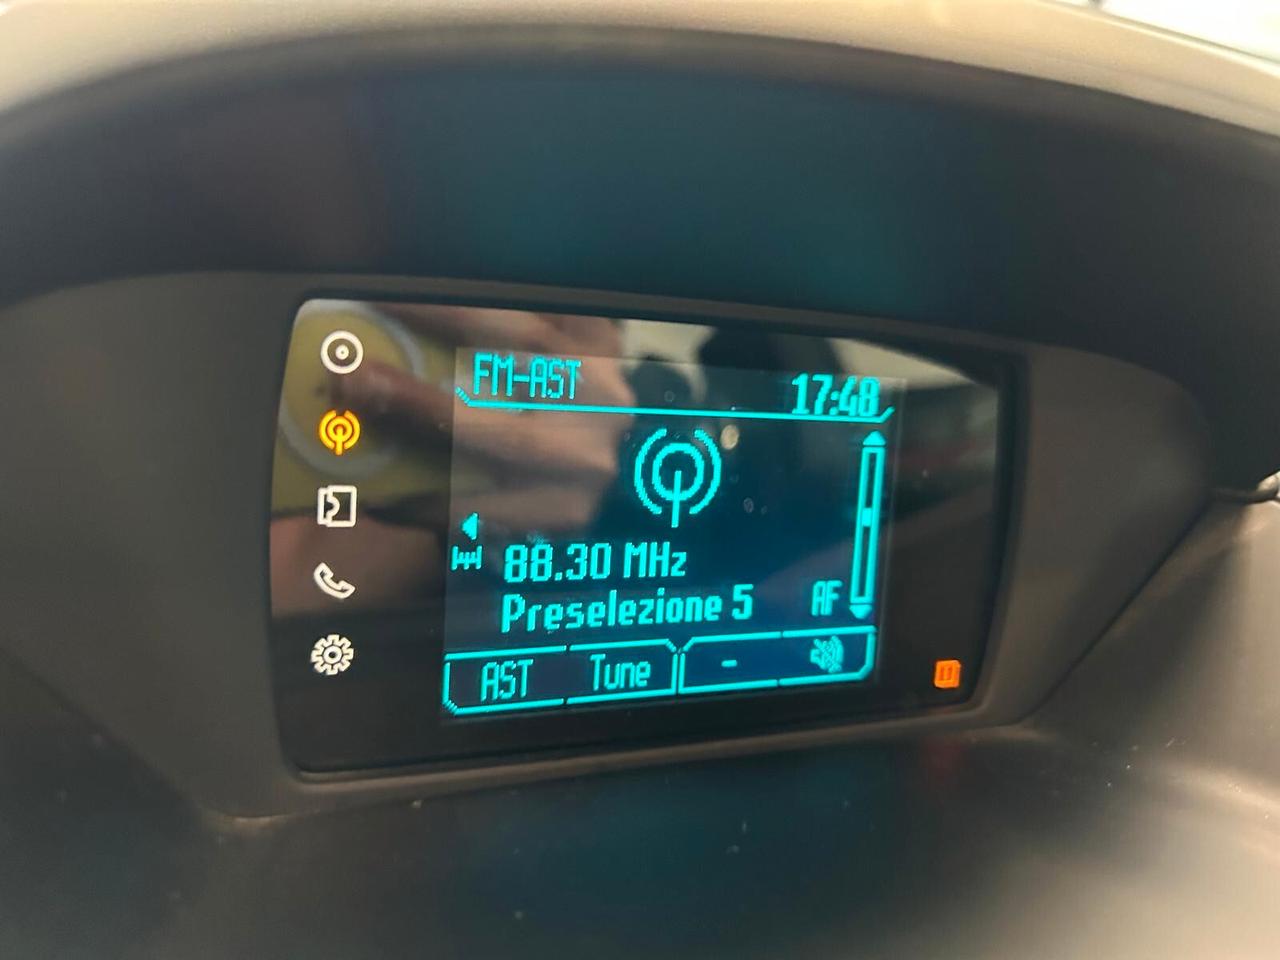 FM-AST
17:48
88.30 MHz
Preselezione 5
AF
AST
Tune
-